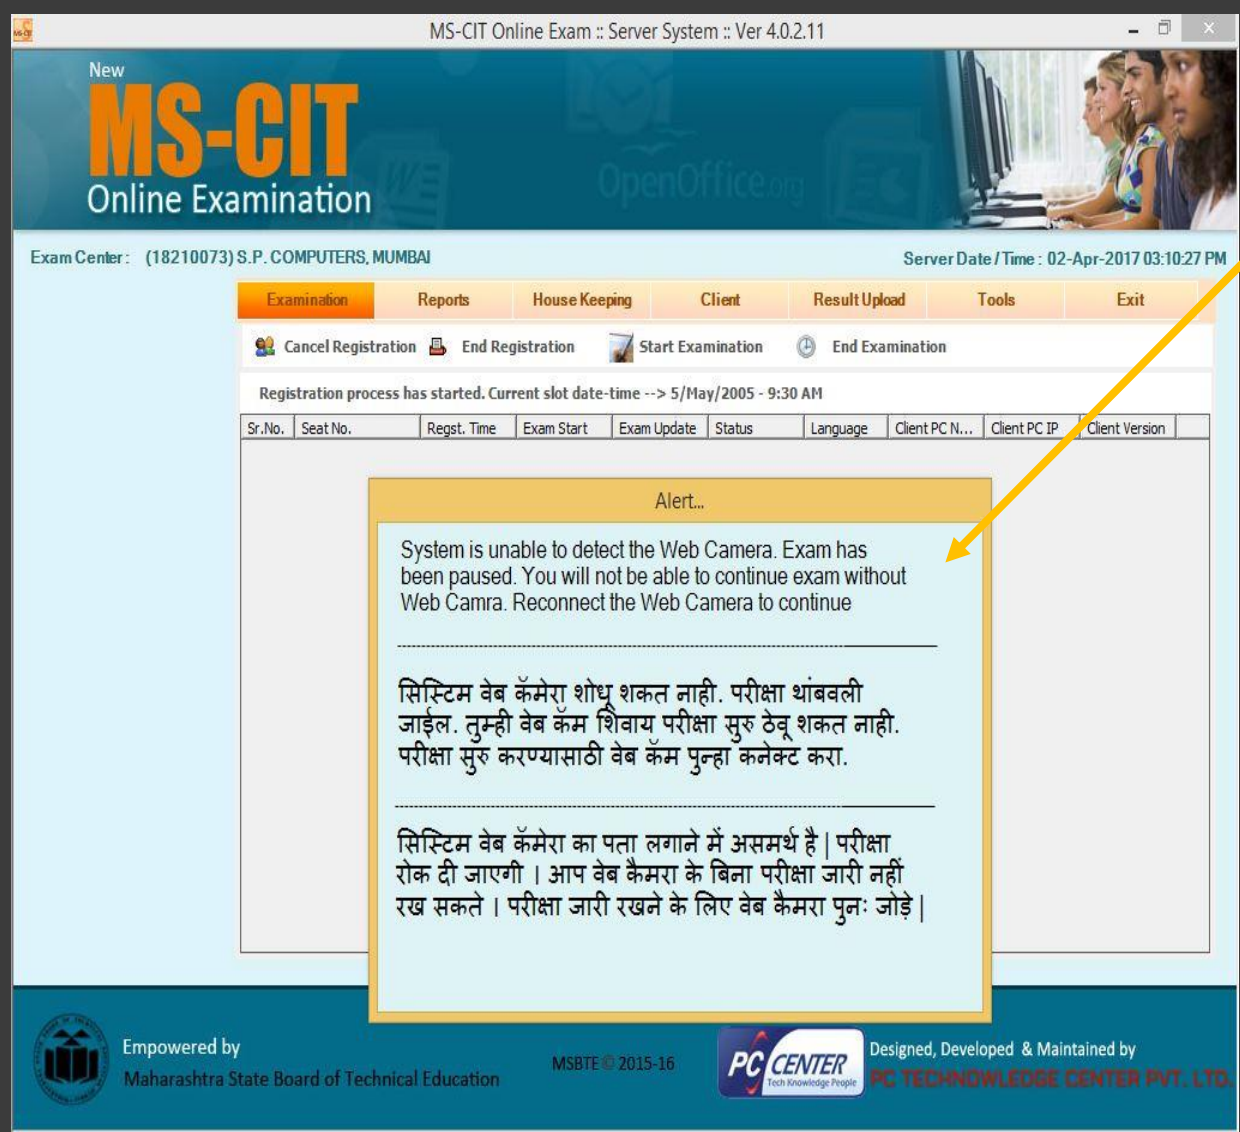 MS-CIT Online Exam :: Server System :: Ver 4.0.2.11
New
MS-CIT
Online Examination
OpenOffice.org
Exam Center : (18210073) S.P. COMPUTERS, MUMBAI
Server Date / Time : 02-Apr-2017 03:10:27 PM
Examination Reports House Keeping Client Result Upload Tools Exit
Cancel Registration End Registration Start Examination End Examination
Registration process has started. Current slot date-time --> 5/May/2005 - 9:30 AM
Sr.No. Seat No. Regst. Time Exam Start Exam Update Status Language Client PC N... Client PC IP Client Version
Alert...
System is unable to detect the Web Camera. Exam has
been paused. You will not be able to continue exam without
Web Camra. Reconnect the Web Camera to continue
सिस्टिम वेब कॅमेरा शोधू शकत नाही. परीक्षा थांबवली
जाईल. तुम्ही वेब कॅम शिवाय परीक्षा सुरु ठेवू शकत नाही.
परीक्षा सुरु करण्यासाठी वेब कॅम पुन्हा कनेक्ट करा.
सिस्टिम वेब कॅमेरा का पता लगाने में असमर्थ है | परीक्षा
रोक दी जाएगी । आप वेब कैमरा के बिना परीक्षा जारी नहीं
रख सकते । परीक्षा जारी रखने के लिए वेब कैमरा पुनः जोड़े |
Empowered by
Maharashtra State Board of Technical Education
MSBTE © 2015-16
PC CENTER
Tech Knowledge People
Designed, Developed & Maintained by
PC TECHNOWLEDGE CENTER PVT. LTD.